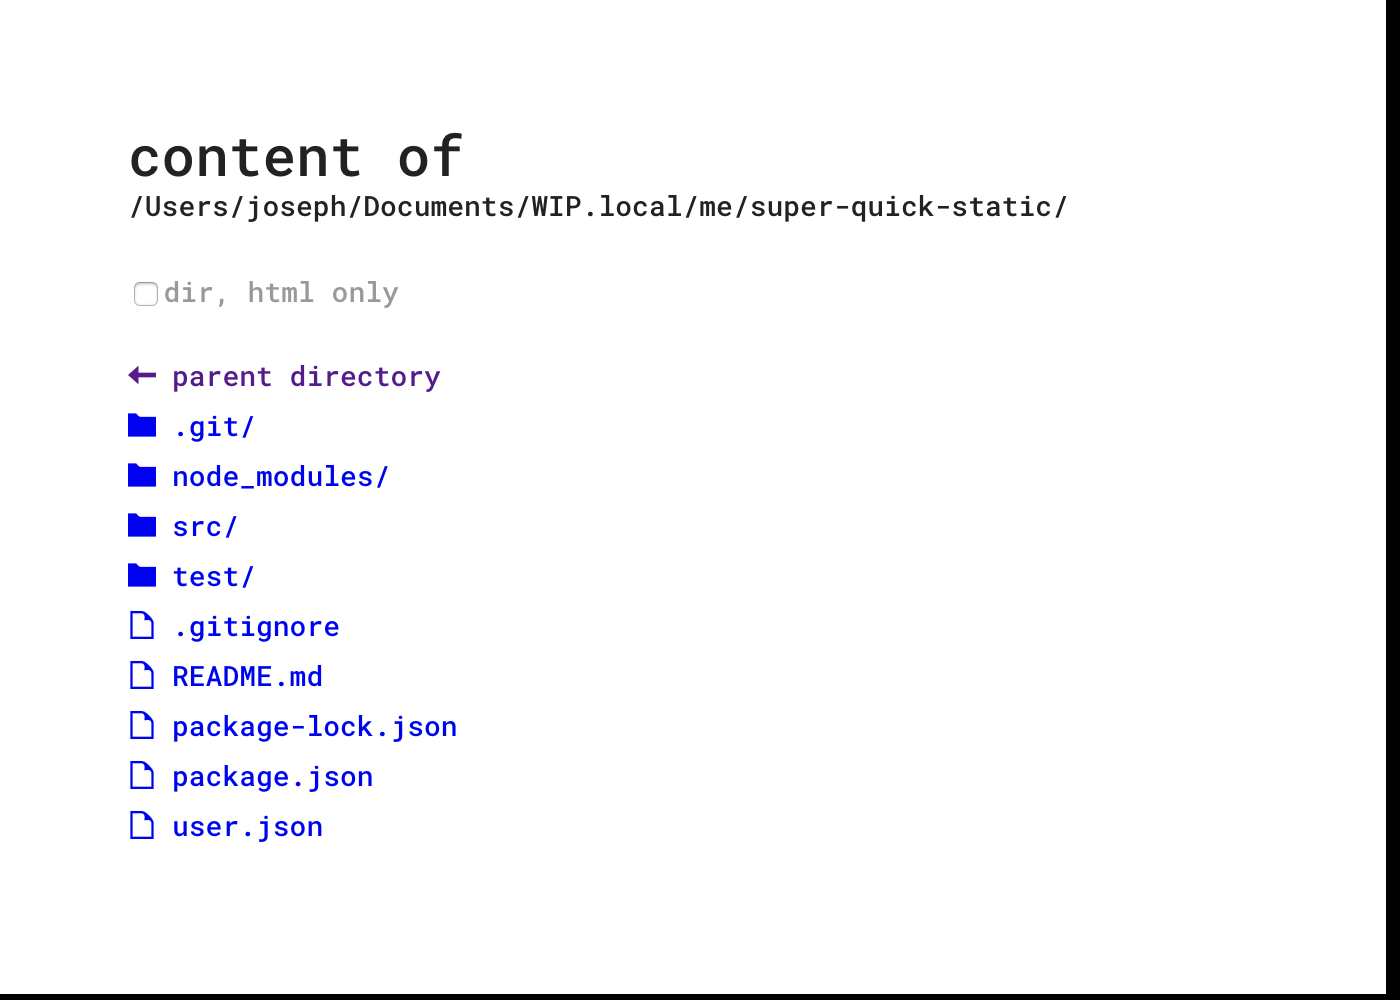 content of
/Users/joseph/Documents/WIP.local/me/super-quick-static/
dir, html only
parent directory
.git/
node_modules/
src/
test/
.gitignore
README.md
package-lock.json
package.json
user.json